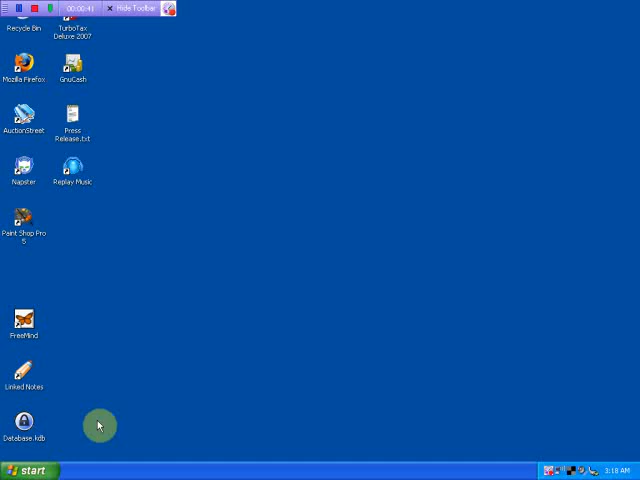 00:00:41
Hide Toolbar
Recycle Bin
TurboTax
Deluxe 2007
Mozilla Firefox
GnuCash
AuctionStreet
Press
Release.txt
Napster
Replay Music
Paint Shop Pro
5
FreeMind
Linked Notes
Database.kdb
start
3:18 AM